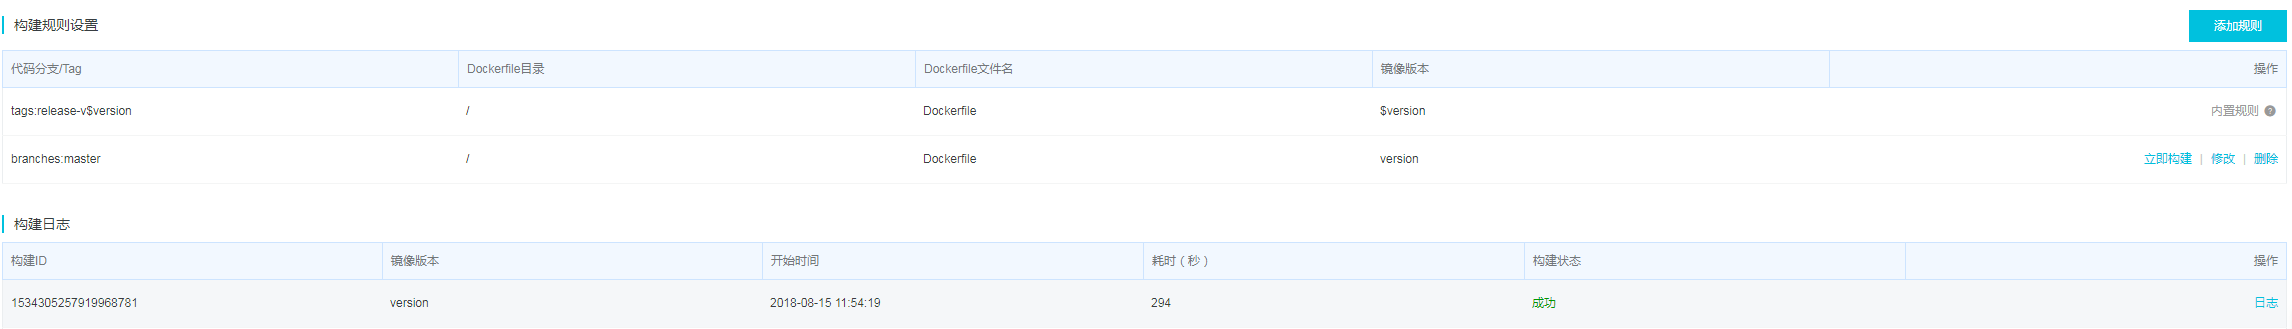 构建规则设置
添加规则
代码分支/Tag Dockerfile目录 Dockerfile文件名 镜像版本 操作
tags:release-v$version / Dockerfile $version 内置规则 ?
branches:master / Dockerfile version 立即构建 | 修改 | 删除
构建日志
构建ID 镜像版本 开始时间 耗时（秒） 构建状态 操作
1534305257919968781 version 2018-08-15 11:54:19 294 成功 日志